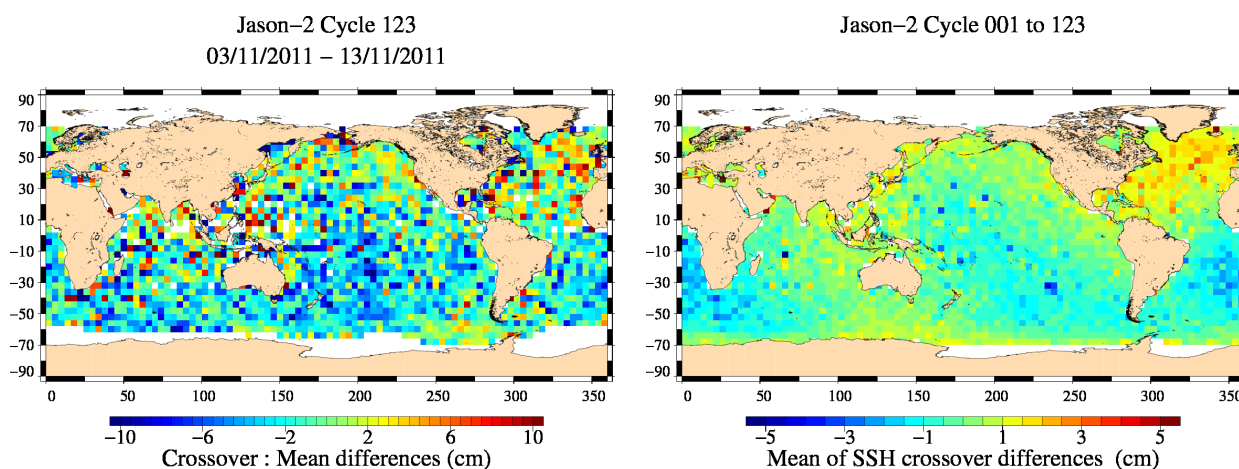 Jason−2 Cycle 123
03/11/2011 − 13/11/2011
90
70
50
30
10
−10
−30
−50
−70
−90
0 50 100 150 200 250 300 350
−10 −6 −2 2 6 10
Crossover : Mean differences (cm)
Jason−2 Cycle 001 to 123
90
70
50
30
10
−10
−30
−50
−70
−90
0 50 100 150 200 250 300 350
−5 −3 −1 1 3 5
Mean of SSH crossover differences (cm)